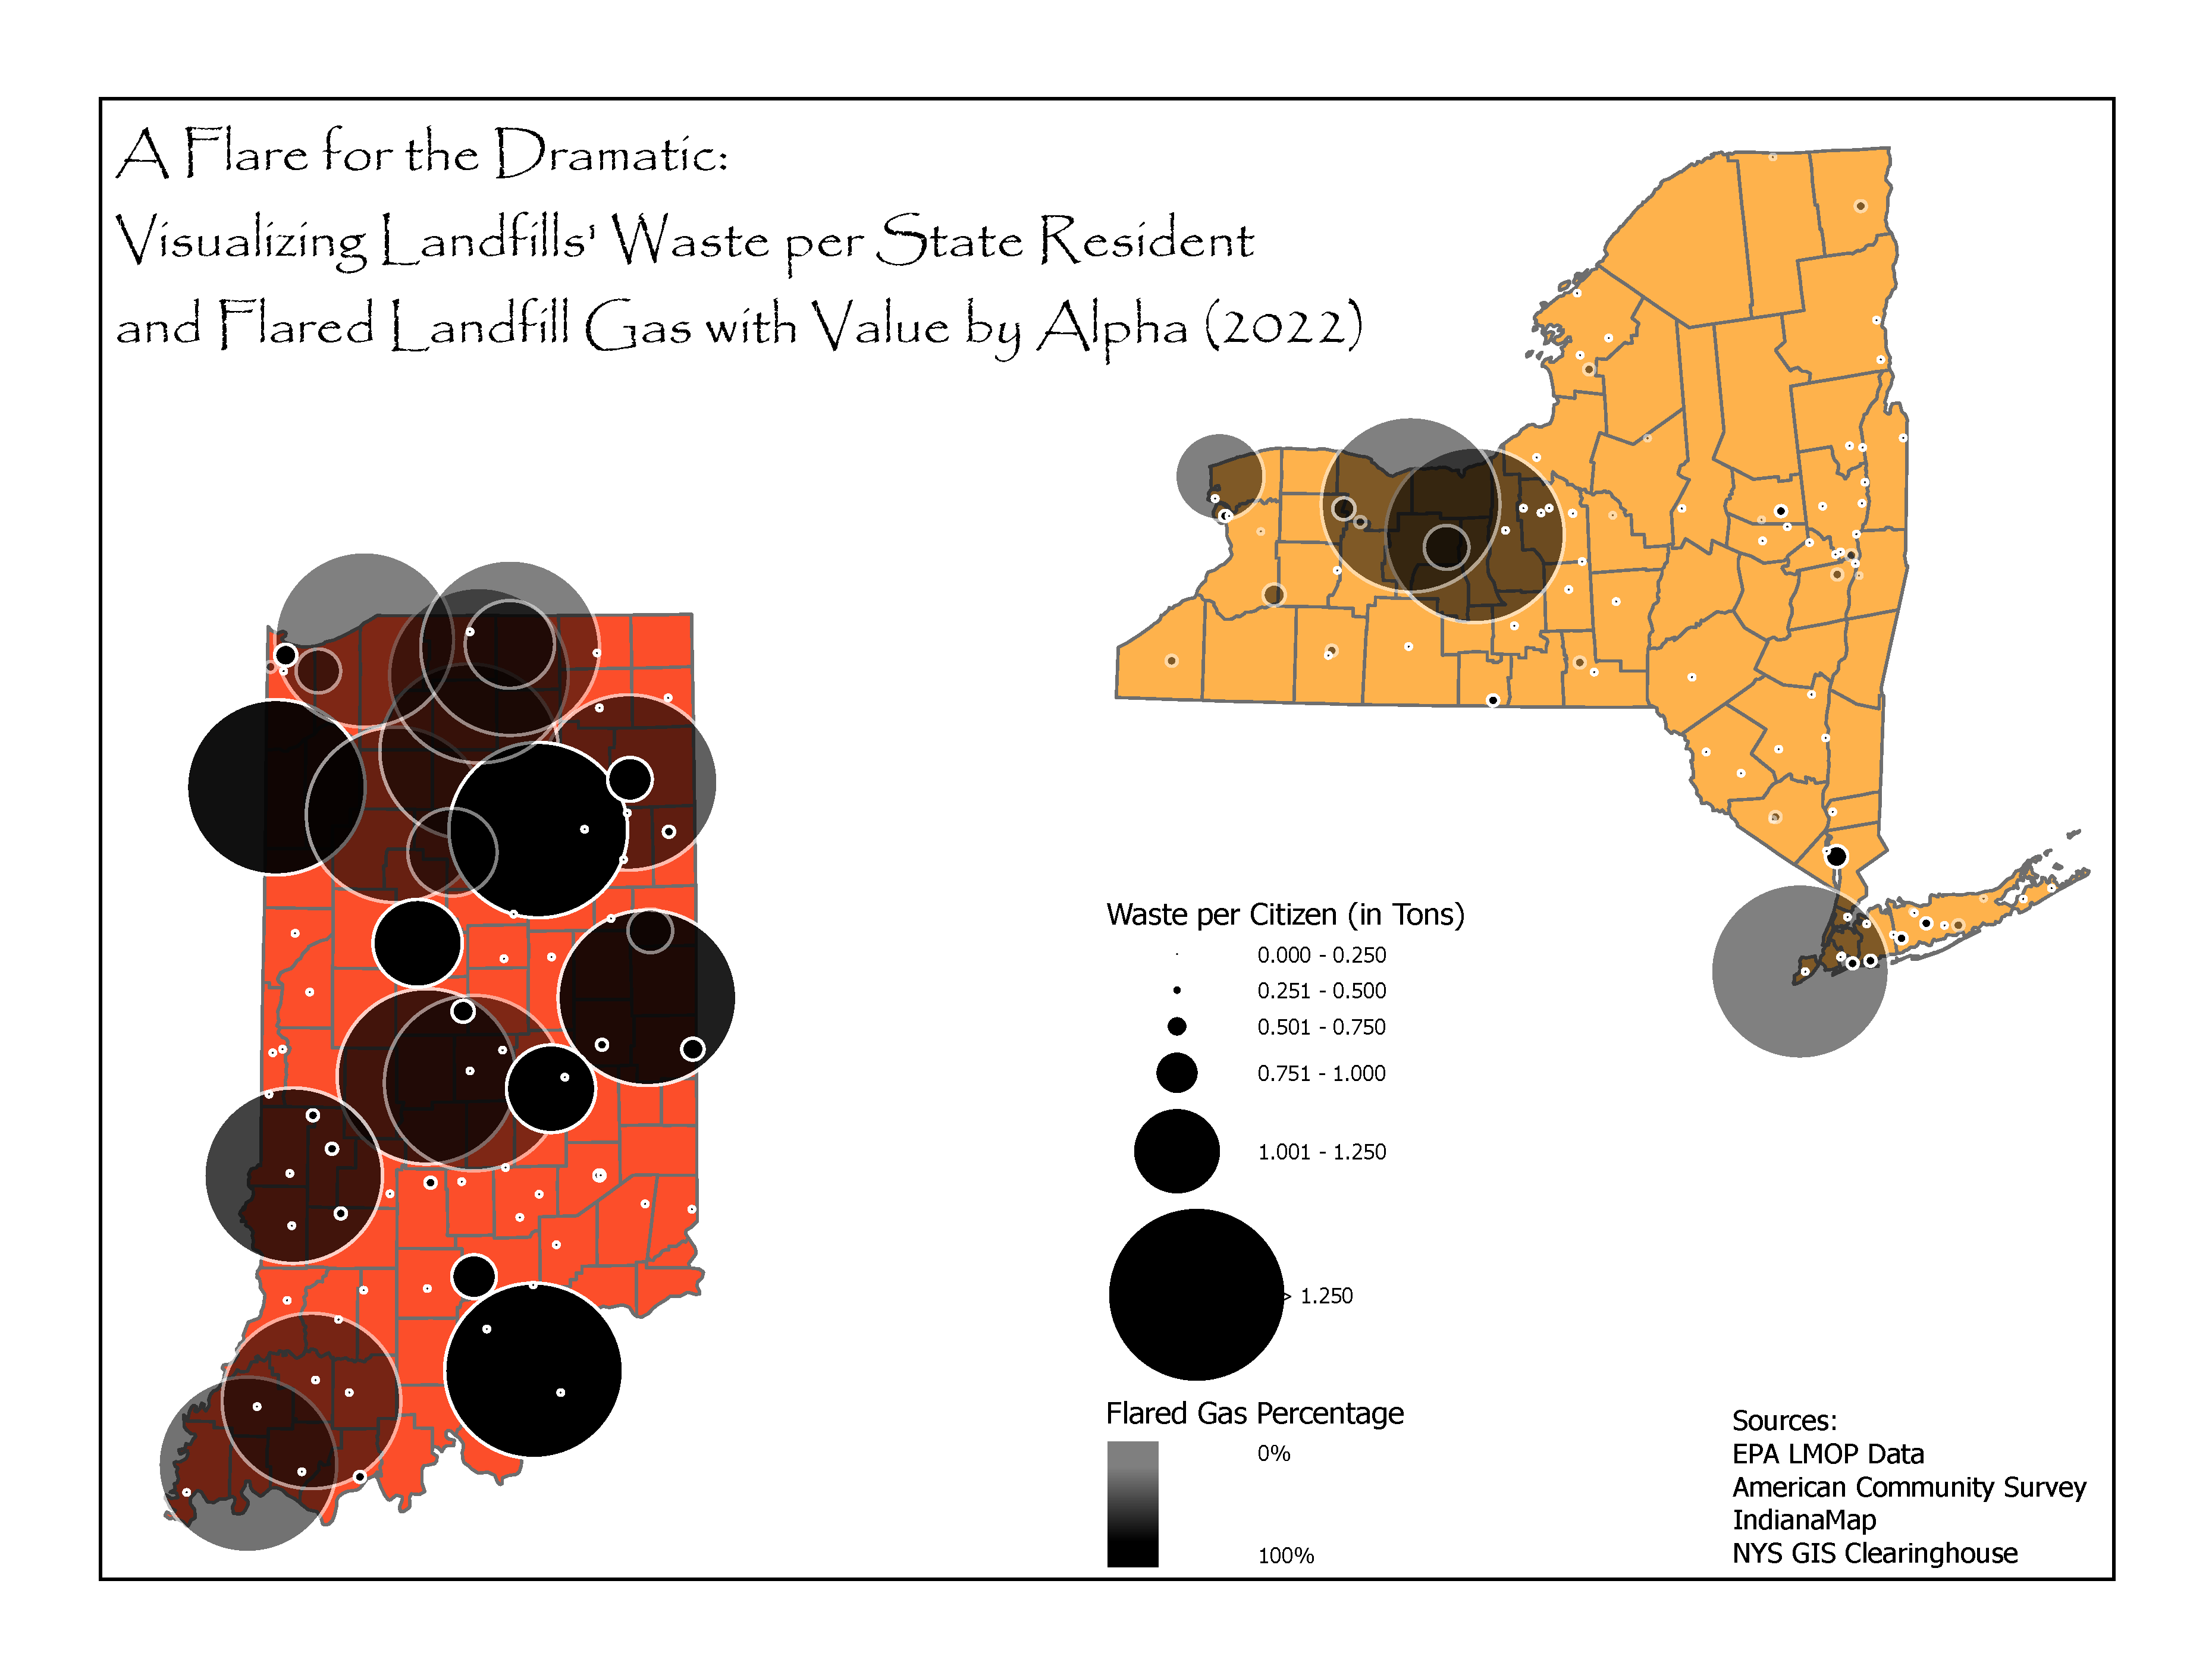 A Flare for the Dramatic:
Visualizing Landfills' Waste per State Resident
and Flared Landfill Gas with Value by Alpha (2022)
Waste per Citizen (in Tons)
0.000 - 0.250
0.251 - 0.500
0.501 - 0.750
0.751 - 1.000
1.001 - 1.250
> 1.250
Flared Gas Percentage
0%
100%
Sources:
EPA LMOP Data
American Community Survey
IndianaMap
NYS GIS Clearinghouse